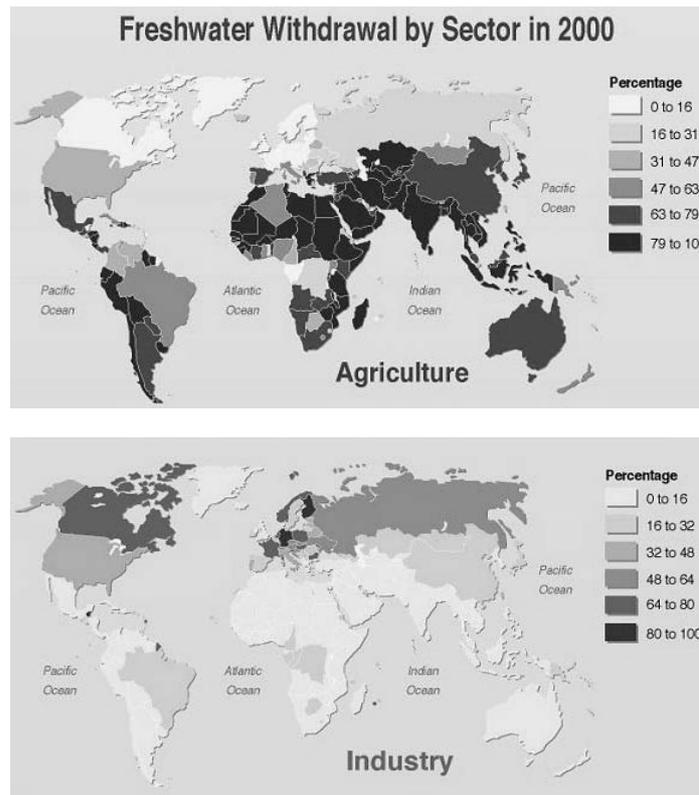 Freshwater Withdrawal by Sector in 2000
Percentage
0 to 16
16 to 31
31 to 47
47 to 63
63 to 79
79 to 10
Pacific
Ocean
Pacific
Ocean
Atlantic
Ocean
Indian
Ocean
Agriculture
Percentage
0 to 16
16 to 32
32 to 48
48 to 64
64 to 80
80 to 100
Pacific
Ocean
Pacific
Ocean
Atlantic
Ocean
Indian
Ocean
Industry